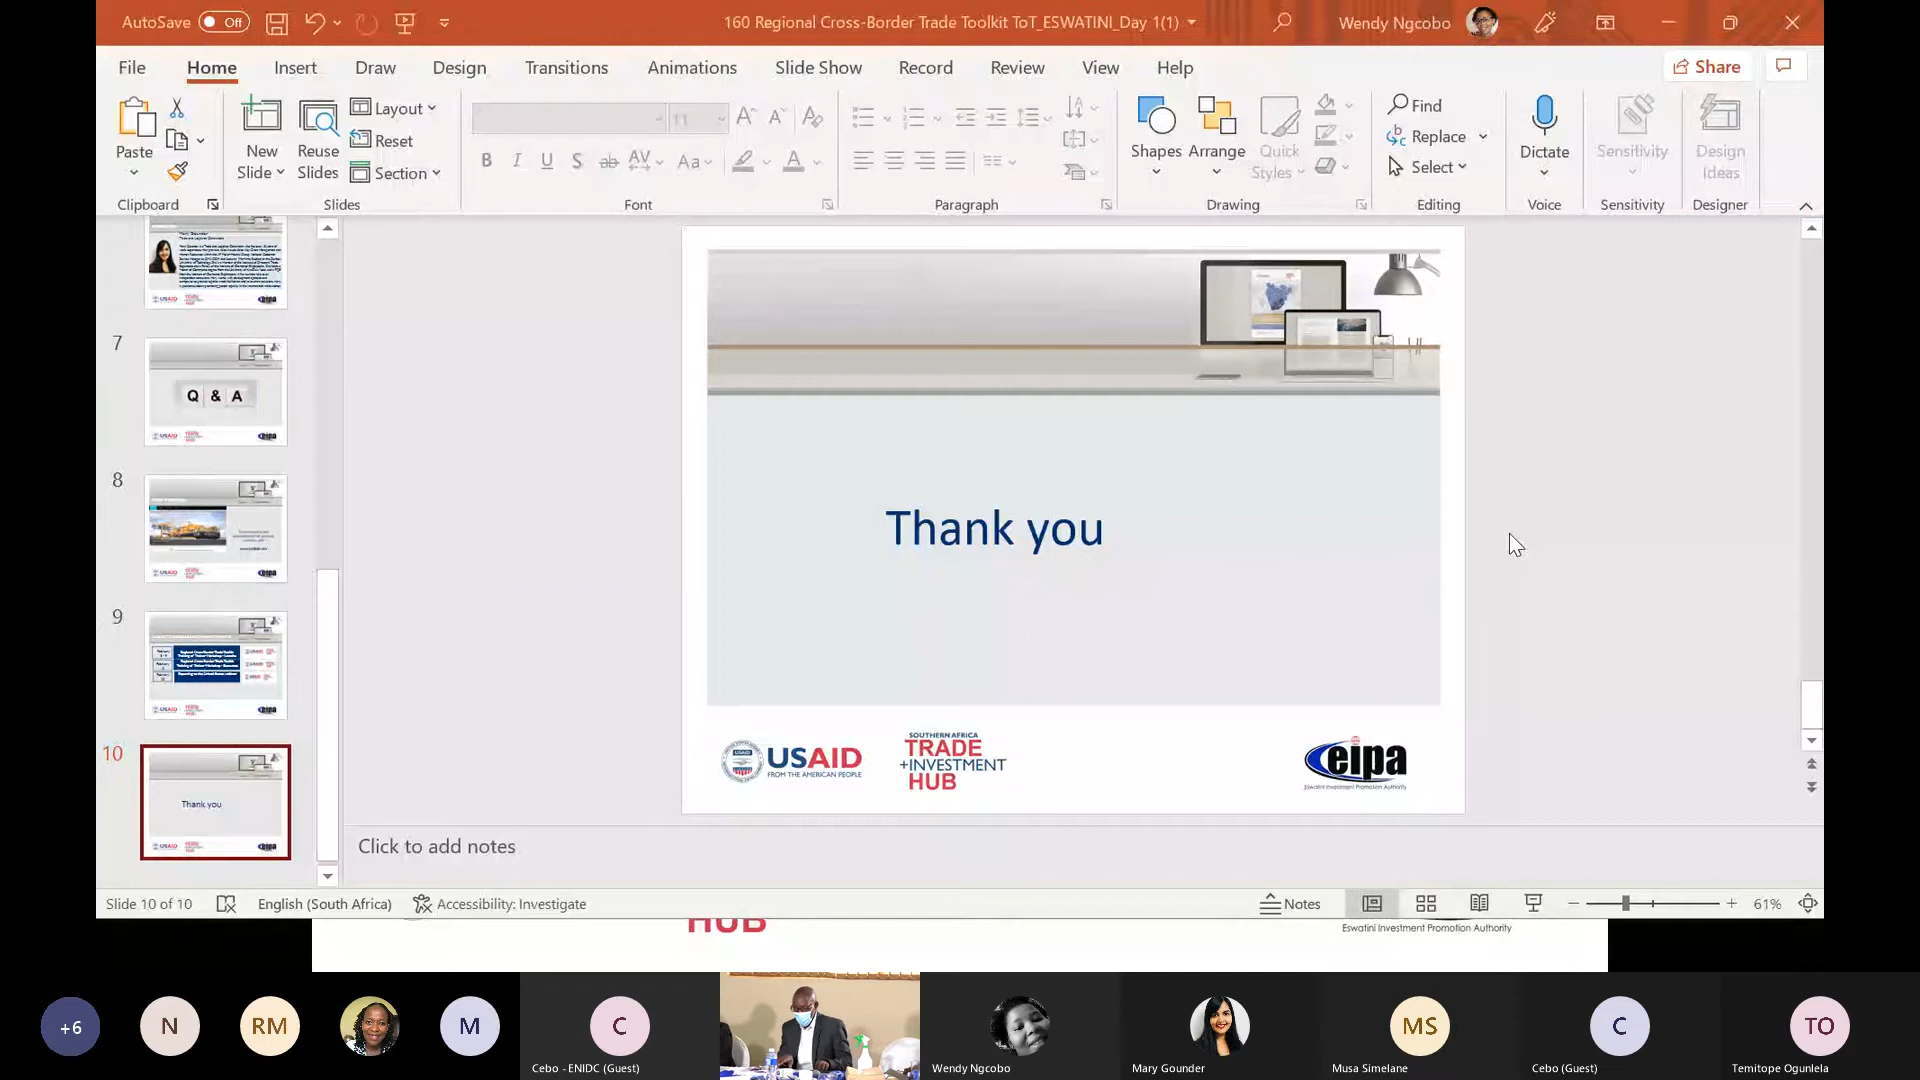 AutoSave Off
160 Regional Cross-Border Trade Toolkit ToT_ESWATINI_Day 1(1)
Wendy Ngcobo
File Home Insert Draw Design Transitions Animations Slide Show Record Review View Help
Share
Paste
New Slide
Reuse Slides
Layout
Reset
Section
11
B I U S ab AV Aa A
Shapes
Arrange
Quick Styles
Find
Replace
Select
Dictate
Sensitivity
Design Ideas
Clipboard Slides Font Paragraph Drawing Editing Voice Sensitivity Designer
7
Q & A
8
9
10
Thank you
Thank you
USAID
FROM THE AMERICAN PEOPLE
SOUTHERN AFRICA
TRADE
+INVESTMENT
HUB
eipa
Eswatini Investment Promotion Authority
Click to add notes
Slide 10 of 10
English (South Africa)
Accessibility: Investigate
Notes
61%
HUB
Eswatini Investment Promotion Authority
+6
N
RM
M
C
MS
C
TO
Cebo - ENIDC (Guest)
Wendy Ngcobo
Mary Gounder
Musa Simelane
Cebo (Guest)
Temitope Ogunlela